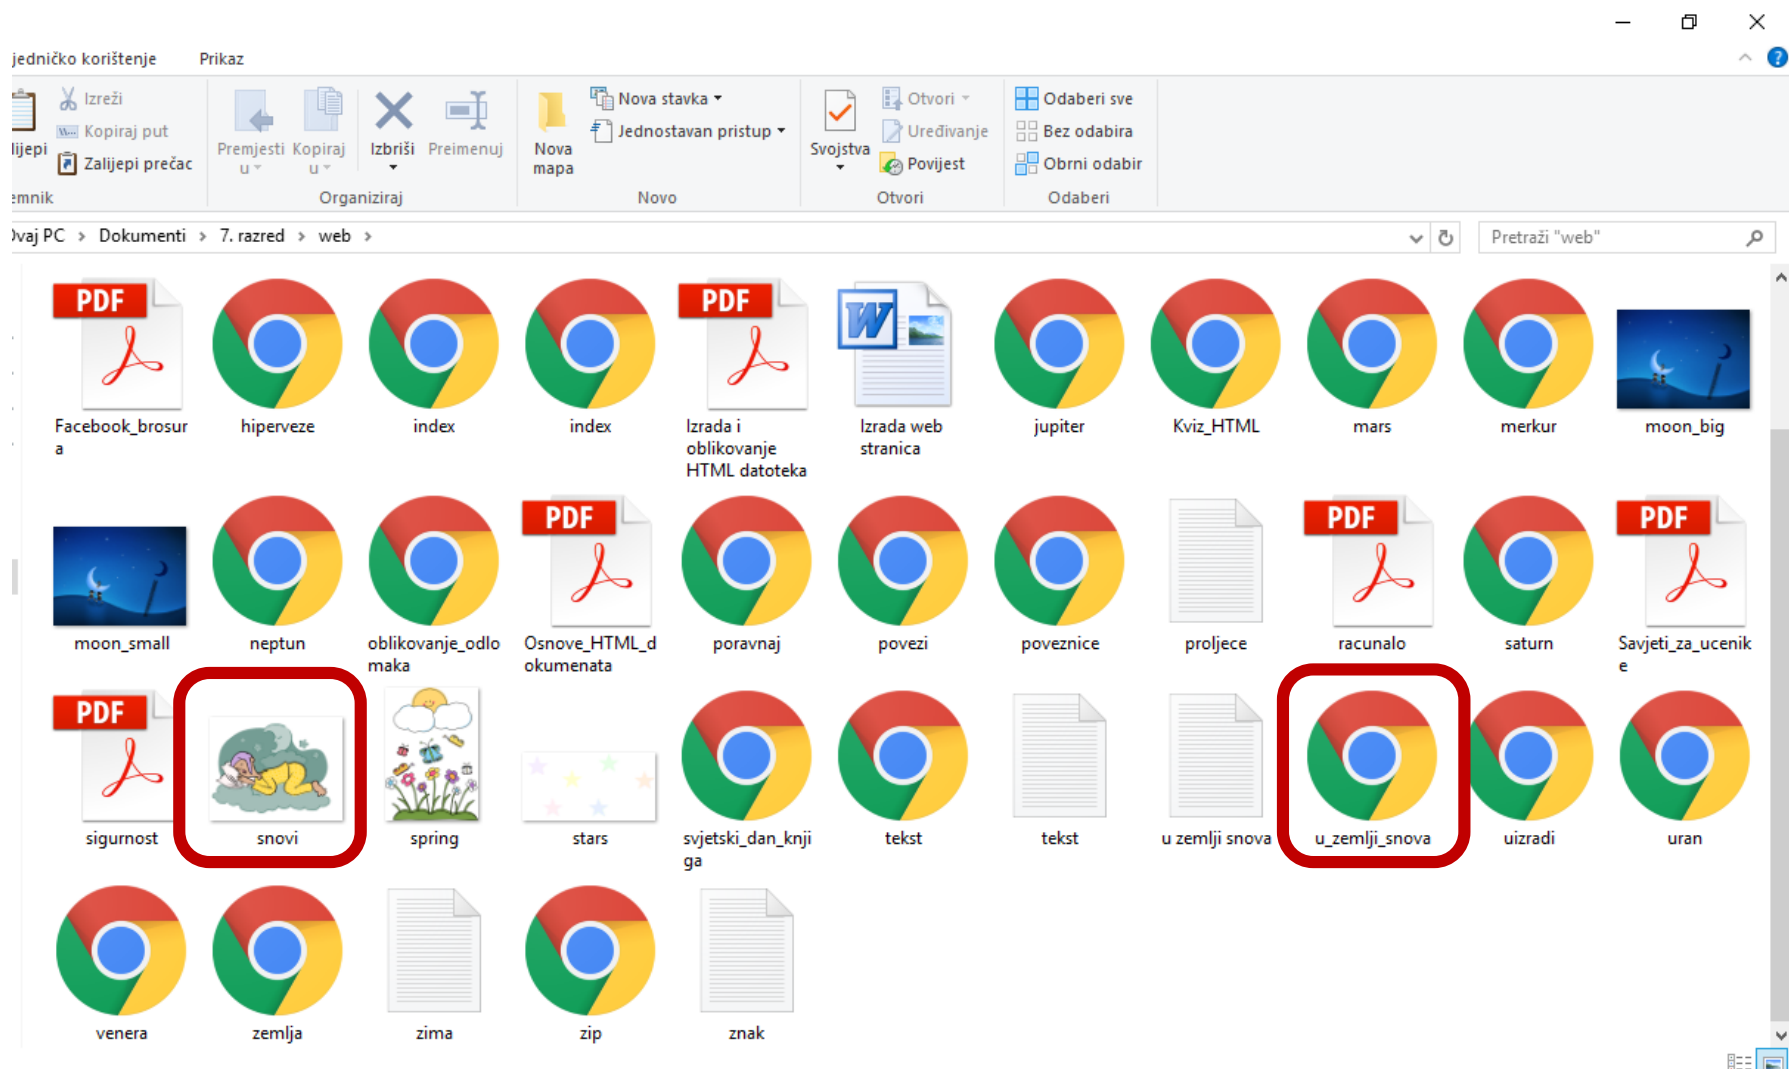 jedničko korištenje Prikaz
Izreži
Kopiraj put
lijepi
Zalijepi prečac
emnik
Premjesti u
Kopiraj u
Izbriši
Preimenuj
Organiziraj
Nova mapa
Nova stavka
Jednostavan pristup
Novo
Svojstva
Otvori
Uređivanje
Povijest
Otvori
Odaberi sve
Bez odabira
Obrni odabir
Odaberi
Ovaj PC > Dokumenti > 7. razred > web >
Pretraži "web"
PDF
PDF
W
Facebook_brosur
a
hiperveze
index
index
Izrada i
oblikovanje
HTML datoteka
Izrada web
stranica
jupiter
Kviz_HTML
mars
merkur
moon_big
PDF
PDF
PDF
moon_small
neptun
oblikovanje_odlo
maka
Osnove_HTML_d
okumenata
poravnaj
povezi
poveznice
proljece
racunalo
saturn
Savjeti_za_ucenik
e
PDF
sigurnost
snovi
spring
stars
svjetski_dan_knji
ga
tekst
tekst
u zemlji snova
u_zemlji_snova
uizradi
uran
venera
zemlja
zima
zip
znak